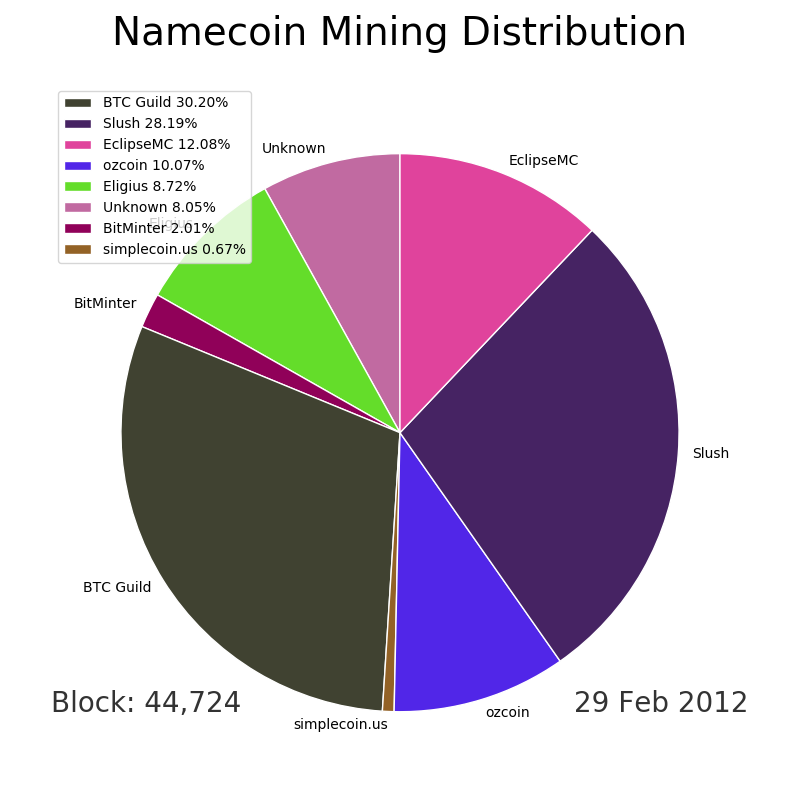 Namecoin Mining Distribution
BTC Guild 30.20%
Slush 28.19%
EclipseMC 12.08%
ozcoin 10.07%
Eligius 8.72%
Unknown 8.05%
BitMinter 2.01%
simplecoin.us 0.67%
Unknown
EclipseMC
Eligius
BitMinter
Slush
BTC Guild
Block: 44,724
29 Feb 2012
ozcoin
simplecoin.us